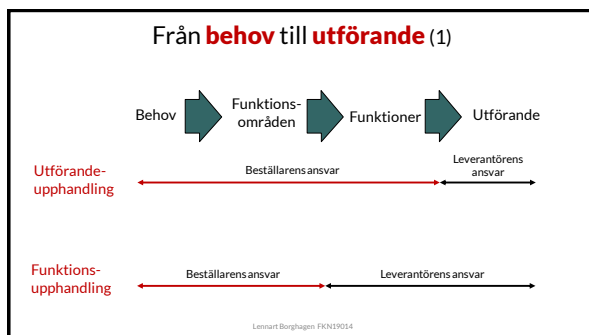 Från behov till utförande (1)
Behov
Funktions-
områden
Funktioner
Utförande
Utförande-
upphandling
Beställarens ansvar
Leverantörens
ansvar
Funktions-
upphandling
Beställarens ansvar
Leverantörens ansvar
Lennart Borghagen FKN19014